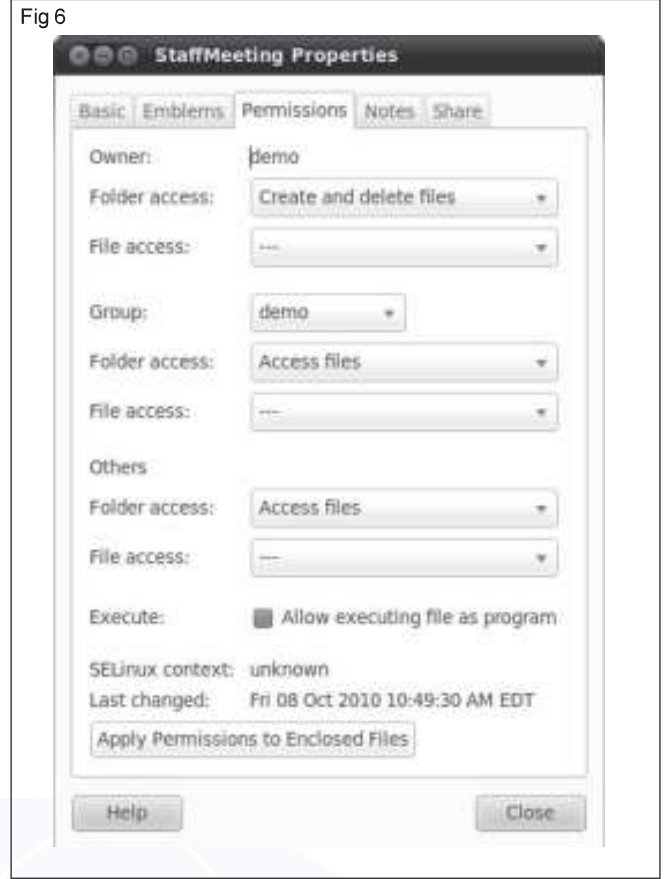 Fig 6
StaffMeeting Properties
Basic Emblems Permissions Notes Share
Owner: demo
Folder access: Create and delete files
File access: ---
Group: demo
Folder access: Access files
File access: ---
Others
Folder access: Access files
File access: ---
Execute: Allow executing file as program
SELinux context: unknown
Last changed: Fri 08 Oct 2010 10:49:30 AM EDT
Apply Permissions to Enclosed Files
Help Close